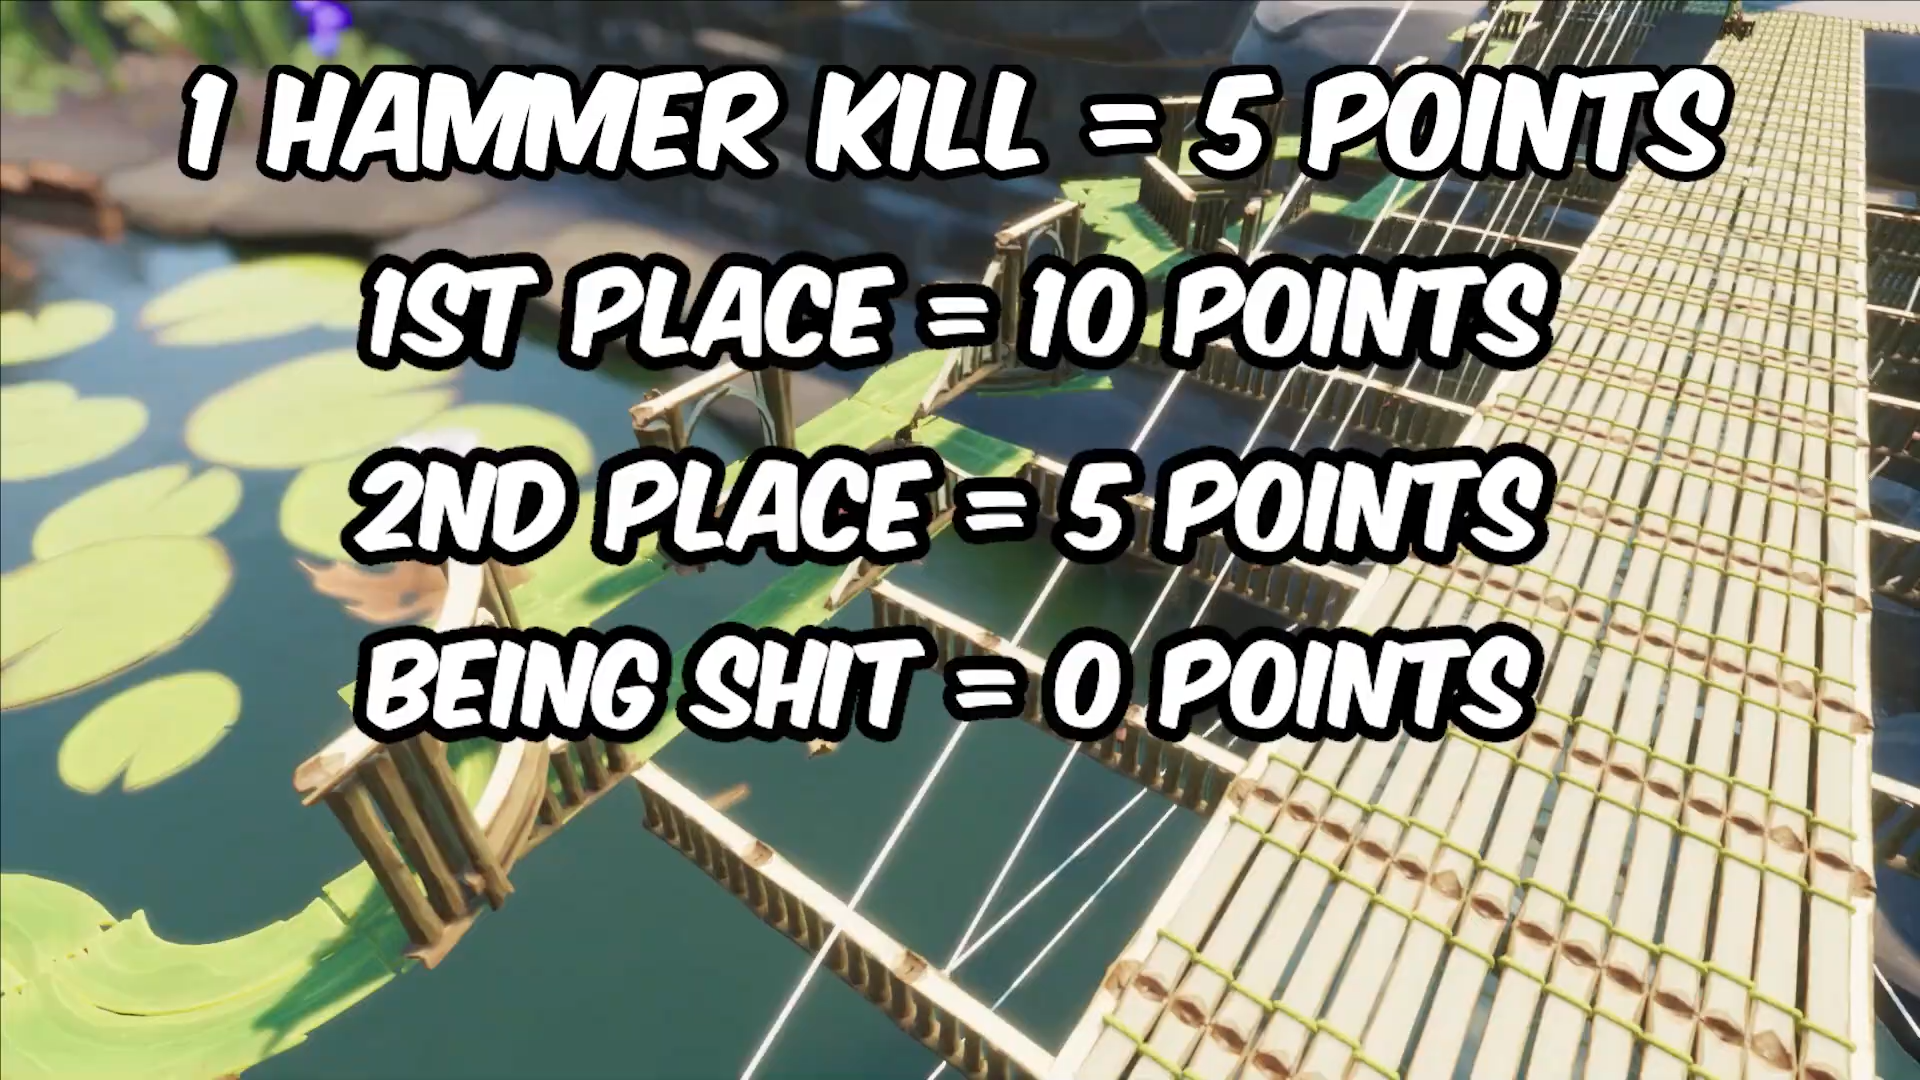 1 HAMMER KILL = 5 POINTS
1ST PLACE = 10 POINTS
2ND PLACE = 5 POINTS
BEING SHIT = 0 POINTS